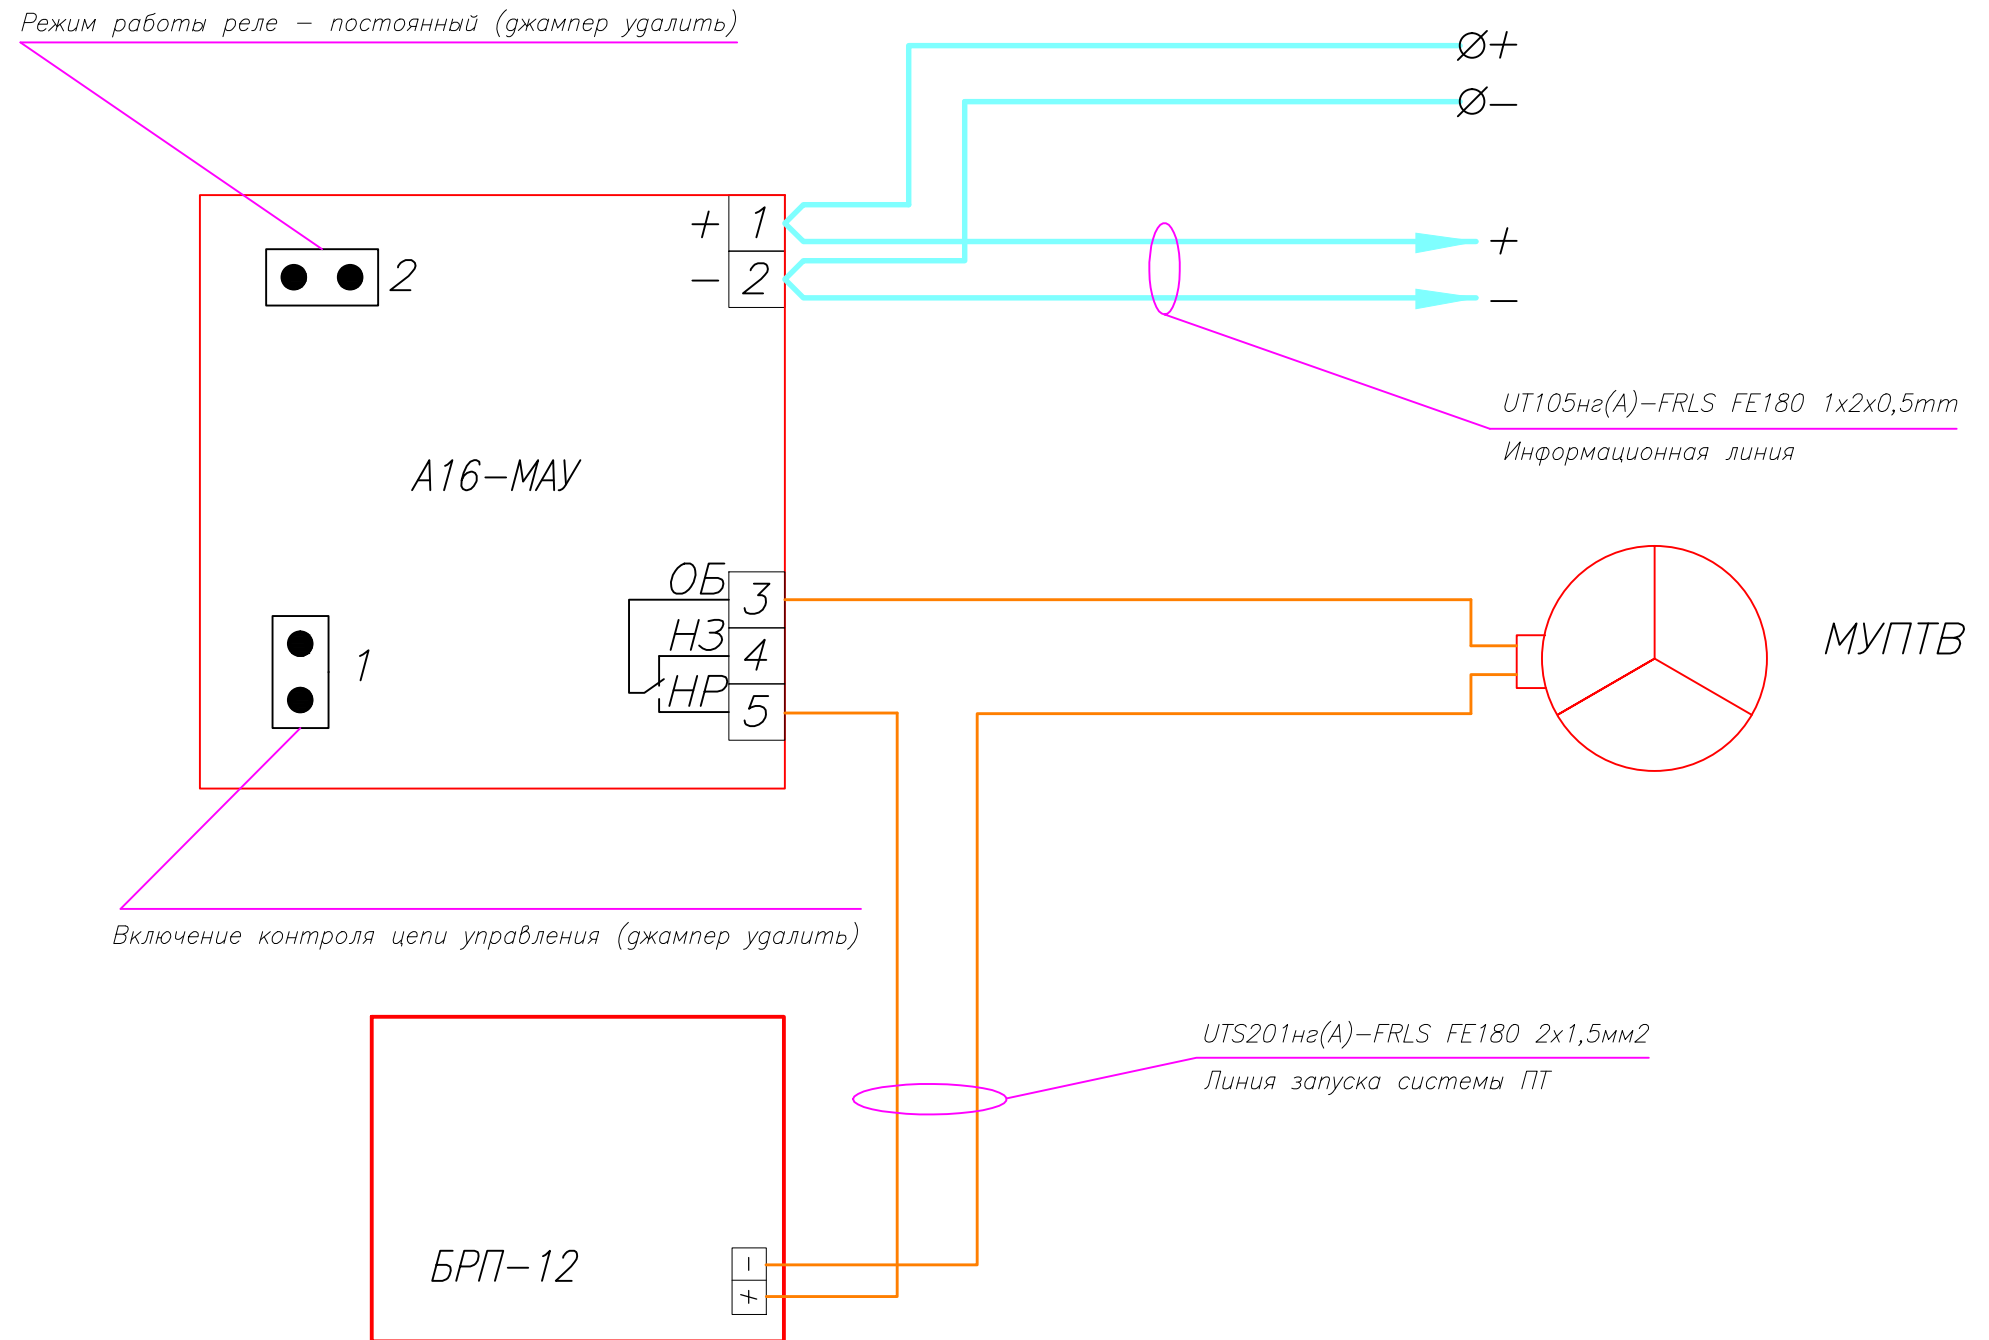 Режим работы реле – постоянный (джампер удалить)
+
–
+ 1
– 2
2
+
–
UT105нг(А)–FRLS FE180 1x2x0,5mm
Информационная линия
А16–МАУ
ОБ 3
НЗ 4
НР 5
1
МУПТВ
Включение контроля цепи управления (джампер удалить)
UTS201нг(А)–FRLS FE180 2x1,5мм2
Линия запуска системы ПТ
БРП–12
–
+